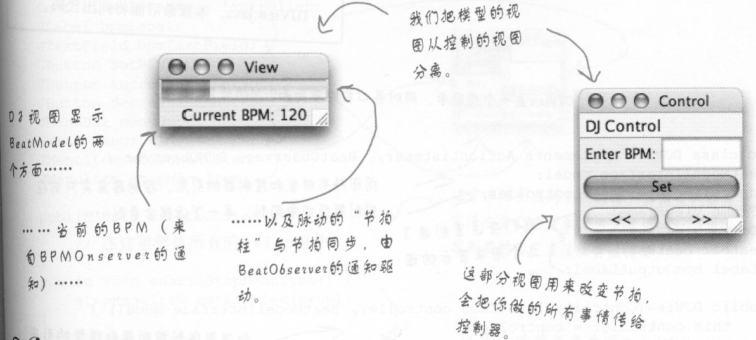 我们把模型的视
图从控制的视图
分离。
View
Current BPM: 120
DJ视图显示
BeatModel的两
个方面……
……当前的BPM（来
自BPMOnserver的通
知）……
……以及脉动的“节拍
柱”与节拍同步，由
BeatObserver的通知驱
动。
Control
DJ Control
Enter BPM:
Set
<<
>>
这部分视图用来改变节拍，
会把你做的所有事情传给
控制器。